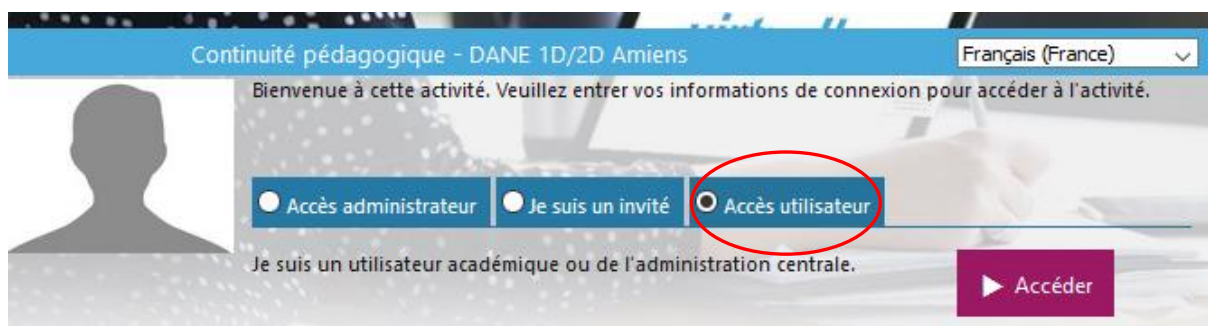 Continuité pédagogique - DANE 1D/2D Amiens
Français (France)
Bienvenue à cette activité. Veuillez entrer vos informations de connexion pour accéder à l'activité.
Accès administrateur
Je suis un invité
Accès utilisateur
Je suis un utilisateur académique ou de l'administration centrale.
Accéder